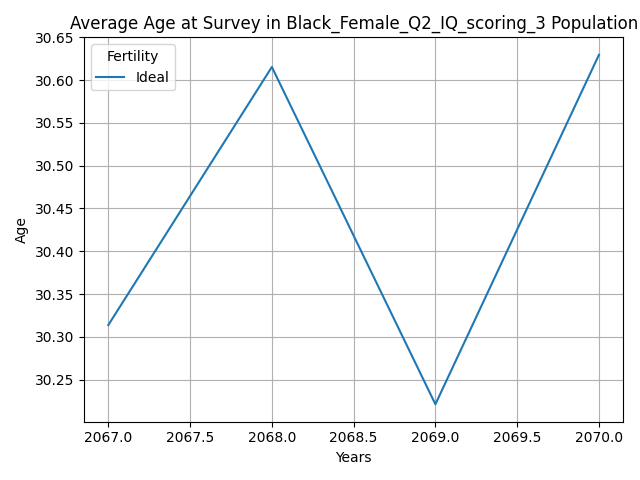 Average Age at Survey in Black_Female_Q2_IQ_scoring_3 Population
30.65
30.60
30.55
30.50
30.45
30.40
30.35
30.30
30.25
Age
Fertility
Ideal
2067.0 2067.5 2068.0 2068.5 2069.0 2069.5 2070.0
Years